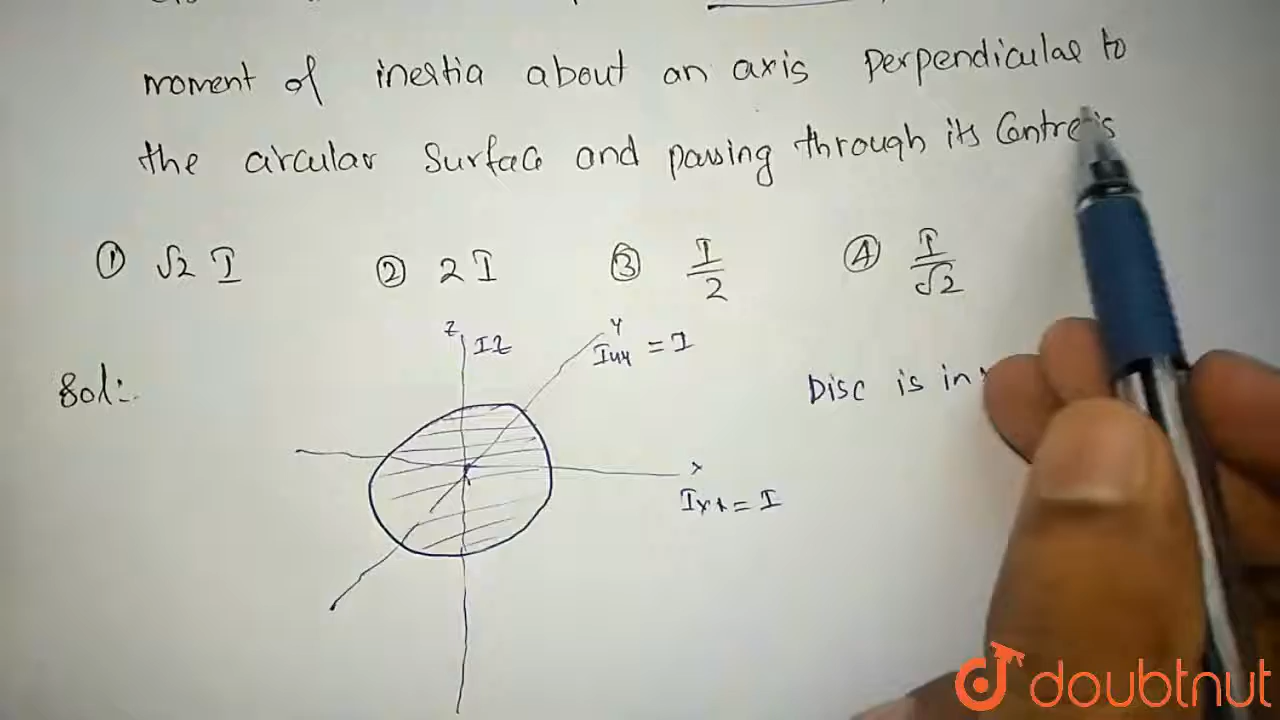 moment of inertia about an axis perpendicular to
the circular Surface and passing through its Centre is
① √2 I ② 2 I ③ I/2 ④ I/√2
Z
IZ
Y
Iyy = I
Sol:-
Disc is in
x
Ixx = I
doubtnut